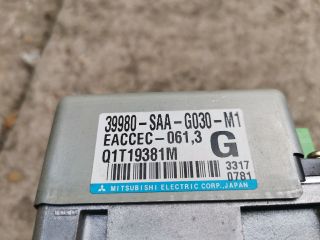 39980-SAA-G030-M1
EACCEC-061,3
Q1T19381M
G
3317
0781
MITSUBISHI ELECTRIC CORP., JAPAN